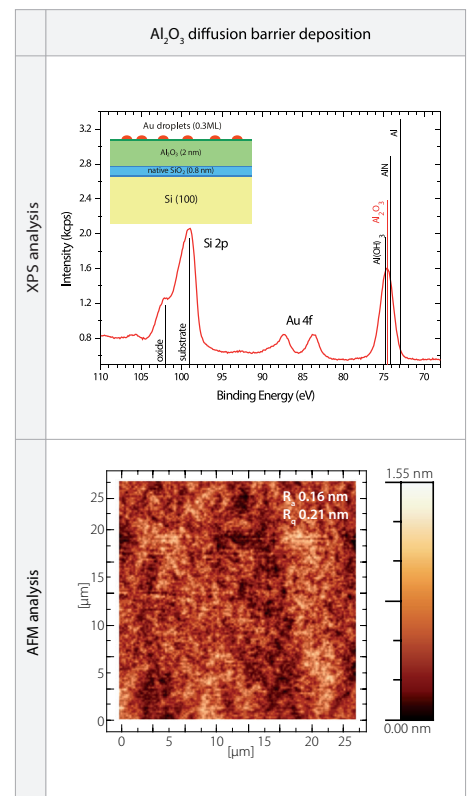 Al₂O₃ diffusion barrier deposition
XPS analysis
Au droplets (0.3ML)
Al₂O₃ (2 nm)
native SiO₂ (0.8 nm)
Si (100)
Si 2p
Au 4f
oxide
substrate
Al(OH)₃
Al₂O₃
AlN
Al
Intensity (kcps)
3.2
2.8
2.4
2.0
1.6
1.2
0.8
110 105 100 95 90 85 80 75 70
Binding Energy (eV)
AFM analysis
Rₐ 0.16 nm
R_q 0.21 nm
[µm]
25
20
15
10
5
0
0 5 10 15 20 25
[µm]
1.55 nm
0.00 nm